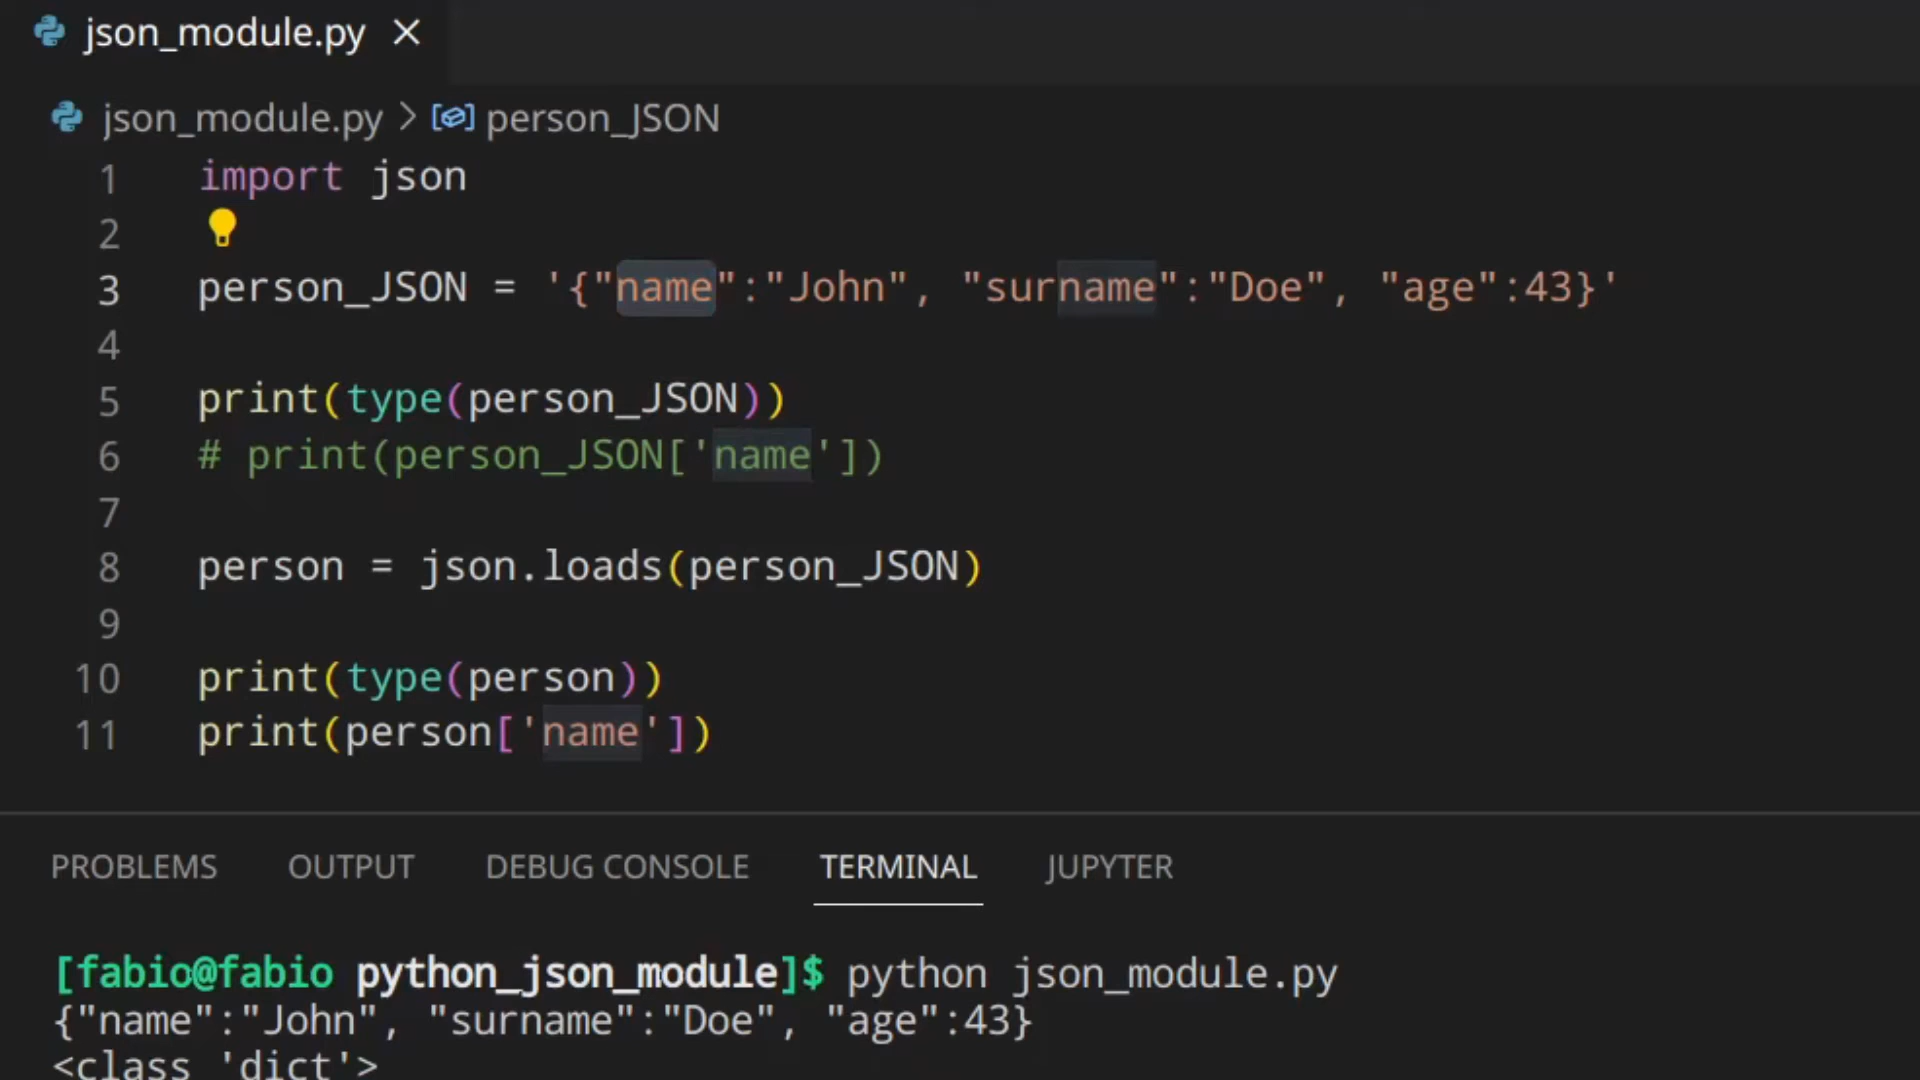 json_module.py
json_module.py > person_JSON
1 import json
2
3 person_JSON = '{"name":"John", "surname":"Doe", "age":43}'
4
5 print(type(person_JSON))
6 # print(person_JSON['name'])
7
8 person = json.loads(person_JSON)
9
10 print(type(person))
11 print(person['name'])
PROBLEMS OUTPUT DEBUG CONSOLE TERMINAL JUPYTER
[fabio@fabio python_json_module]$ python json_module.py
{"name":"John", "surname":"Doe", "age":43}
<class 'dict'>